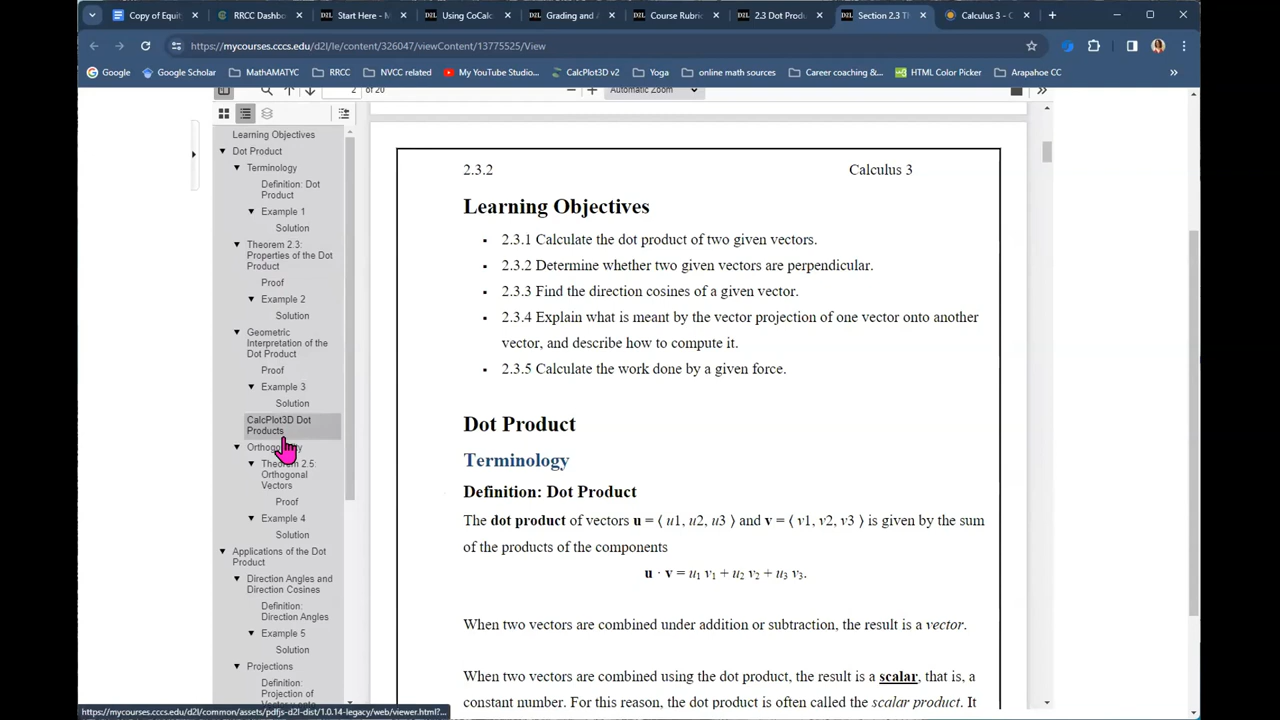 Copy of Equit
RRCC Dashbo
D2L Start Here - M
D2L Using CoCalc
D2L Grading and A
D2L Course Rubric
D2L 2.3 Dot Produ
D2L Section 2.3 Th
Calculus 3 - C
https://mycourses.cccs.edu/d2l/le/content/326047/viewContent/13775525/View
Google
Google Scholar
MathAMATYC
RRCC
NVCC related
My YouTube Studio...
CalcPlot3D v2
Yoga
online math sources
Career coaching &...
HTML Color Picker
Arapahoe CC
2 of 20
Automatic Zoom
Learning Objectives
Dot Product
Terminology
Definition: Dot
Product
Example 1
Solution
Theorem 2.3:
Properties of the Dot
Product
Proof
Example 2
Solution
Geometric
Interpretation of the
Dot Product
Proof
Example 3
Solution
CalcPlot3D Dot
Products
Theorem 2.5:
Orthogonal
Vectors
Proof
Example 4
Solution
Applications of the Dot
Product
Direction Angles and
Direction Cosines
Definition:
Direction Angles
Example 5
Solution
Projections
Definition:
Projection of
2.3.2 Calculus 3
Learning Objectives
▪ 2.3.1 Calculate the dot product of two given vectors.
▪ 2.3.2 Determine whether two given vectors are perpendicular.
▪ 2.3.3 Find the direction cosines of a given vector.
▪ 2.3.4 Explain what is meant by the vector projection of one vector onto another
vector, and describe how to compute it.
▪ 2.3.5 Calculate the work done by a given force.
Dot Product
Terminology
Definition: Dot Product
The dot product of vectors u = ⟨ u1, u2, u3 ⟩ and v = ⟨ v1, v2, v3 ⟩ is given by the sum
of the products of the components
u · v = u₁ v₁ + u₂ v₂ + u₃ v₃.
When two vectors are combined under addition or subtraction, the result is a vector.
When two vectors are combined using the dot product, the result is a scalar, that is, a
constant number. For this reason, the dot product is often called the scalar product. It
https://mycourses.cccs.edu/d2l/common/assets/pdfjs-d2l-dist/1.0.14-legacy/web/viewer.html?...